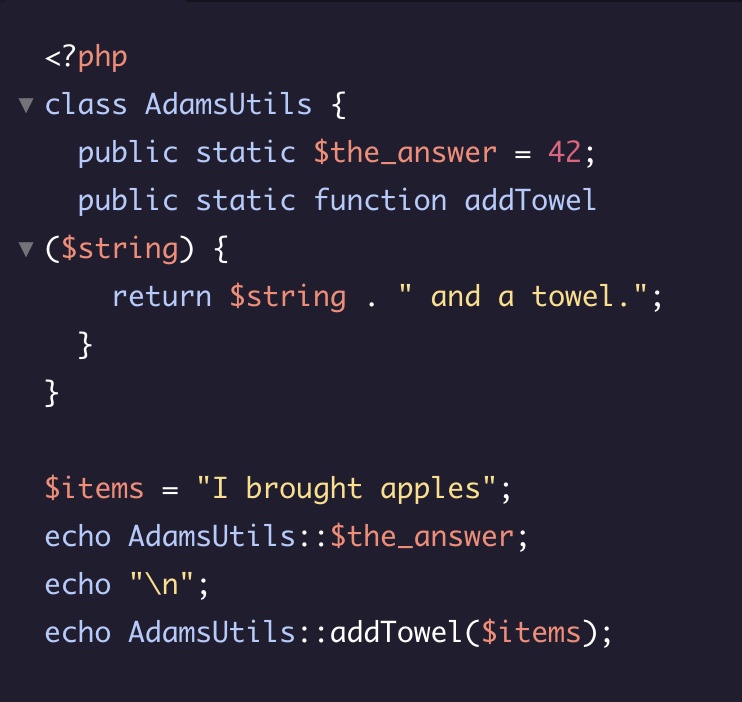 <?php
class AdamsUtils {
  public static $the_answer = 42;
  public static function addTowel
($string) {
    return $string . " and a towel.";
  }
}

$items = "I brought apples";
echo AdamsUtils::$the_answer;
echo "\n";
echo AdamsUtils::addTowel($items);